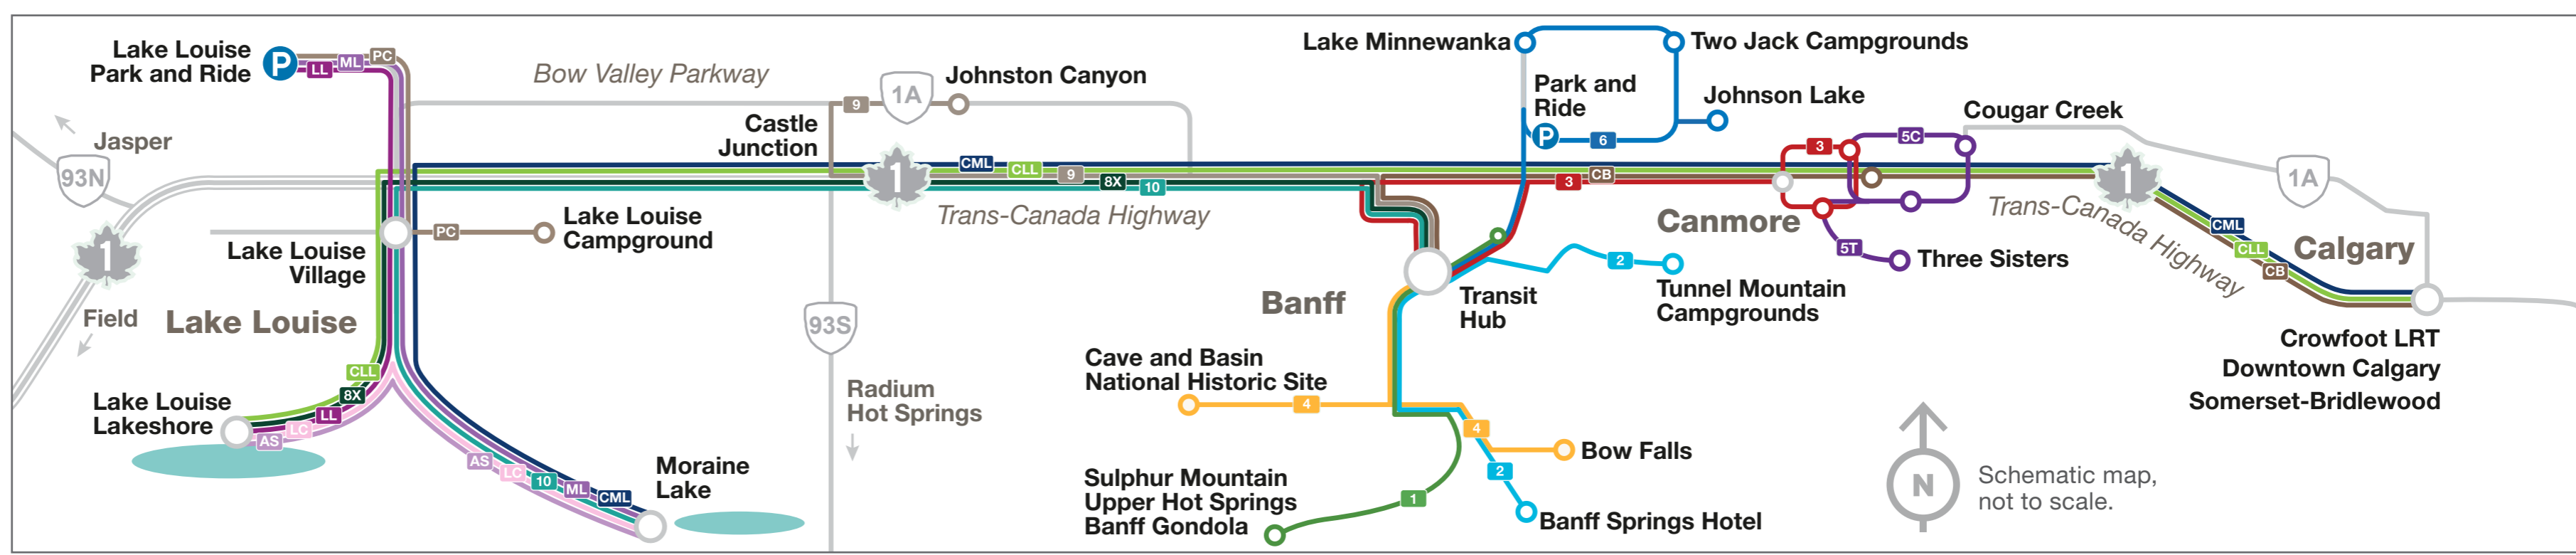 Lake Louise
Park and Ride
P
LL
ML
PC
Bow Valley Parkway
9
1A
Johnston Canyon
Castle
Junction
Jasper
93N
1
Field
Lake Louise
Lake Louise
Village
PC
Lake Louise
Campground
1
CML
CLL
9
8X
10
Trans-Canada Highway
93S
Radium
Hot Springs
CLL
8X
LL
LC
AS
Lake Louise
Lakeshore
AS
LC
10
ML
CML
Moraine
Lake
Lake Minnewanka
Two Jack Campgrounds
Park and
Ride
P
6
Johnson Lake
3
CB
Banff
Transit
Hub
2
Tunnel Mountain
Campgrounds
Cave and Basin
National Historic Site
4
4
Bow Falls
2
Banff Springs Hotel
Sulphur Mountain
Upper Hot Springs
Banff Gondola
1
Canmore
3
5C
Cougar Creek
5T
Three Sisters
Trans-Canada Highway
1
1A
CML
CLL
CB
Calgary
Crowfoot LRT
Downtown Calgary
Somerset-Bridlewood
N
Schematic map,
not to scale.